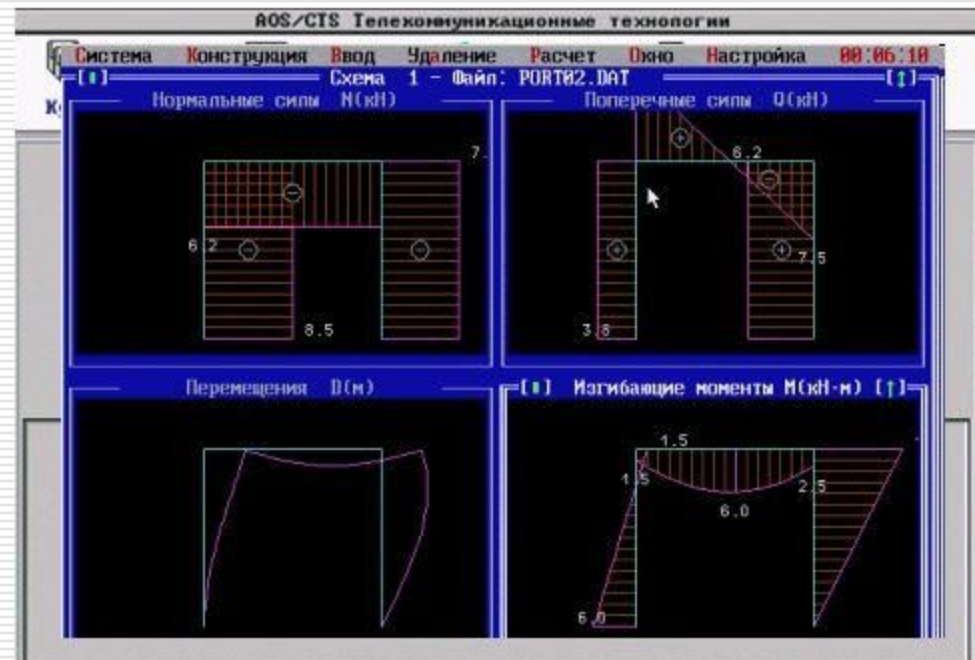 AOS/CTS Телекоммуникационные технологии
Система Конструкция Ввод Удаление Расчет Окно Настройка 00:06:10
Схема 1 - Файл: PORT02.DAT
Нормальные силы N(кН)
7.
6.2
8.5
Поперечные силы Q(кН)
6.2
7.5
3.8
Перемещения D(м)
Изгибающие моменты M(кН·м)
1.5
1.5
2.5
6.0
6.0